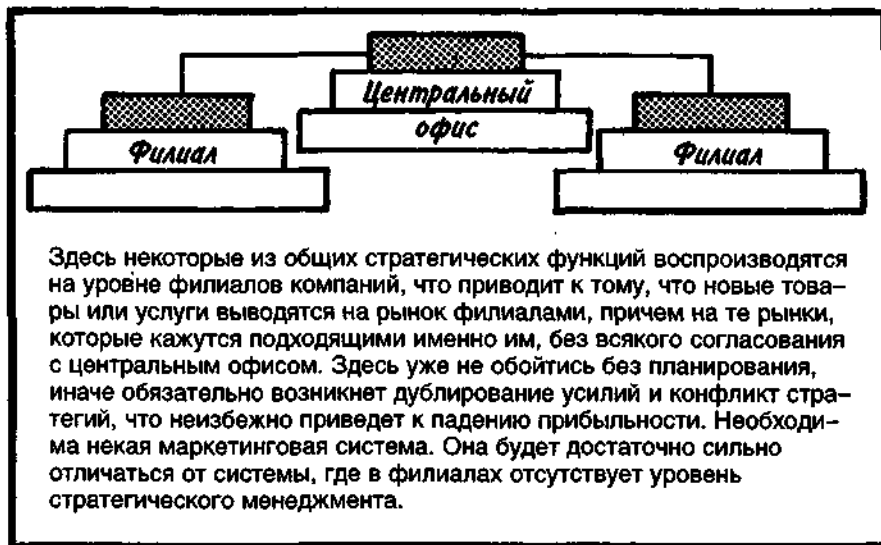 Центральный
офис
Филиал
Филиал
Здесь некоторые из общих стратегических функций воспроизводятся
на уровне филиалов компаний, что приводит к тому, что новые това-
ры или услуги выводятся на рынок филиалами, причем на те рынки,
которые кажутся подходящими именно им, без всякого согласования
с центральным офисом. Здесь уже не обойтись без планирования,
иначе обязательно возникнет дублирование усилий и конфликт стра-
тегий, что неизбежно приведет к падению прибыльности. Необходи-
ма некая маркетинговая система. Она будет достаточно сильно
отличаться от системы, где в филиалах отсутствует уровень
стратегического менеджмента.